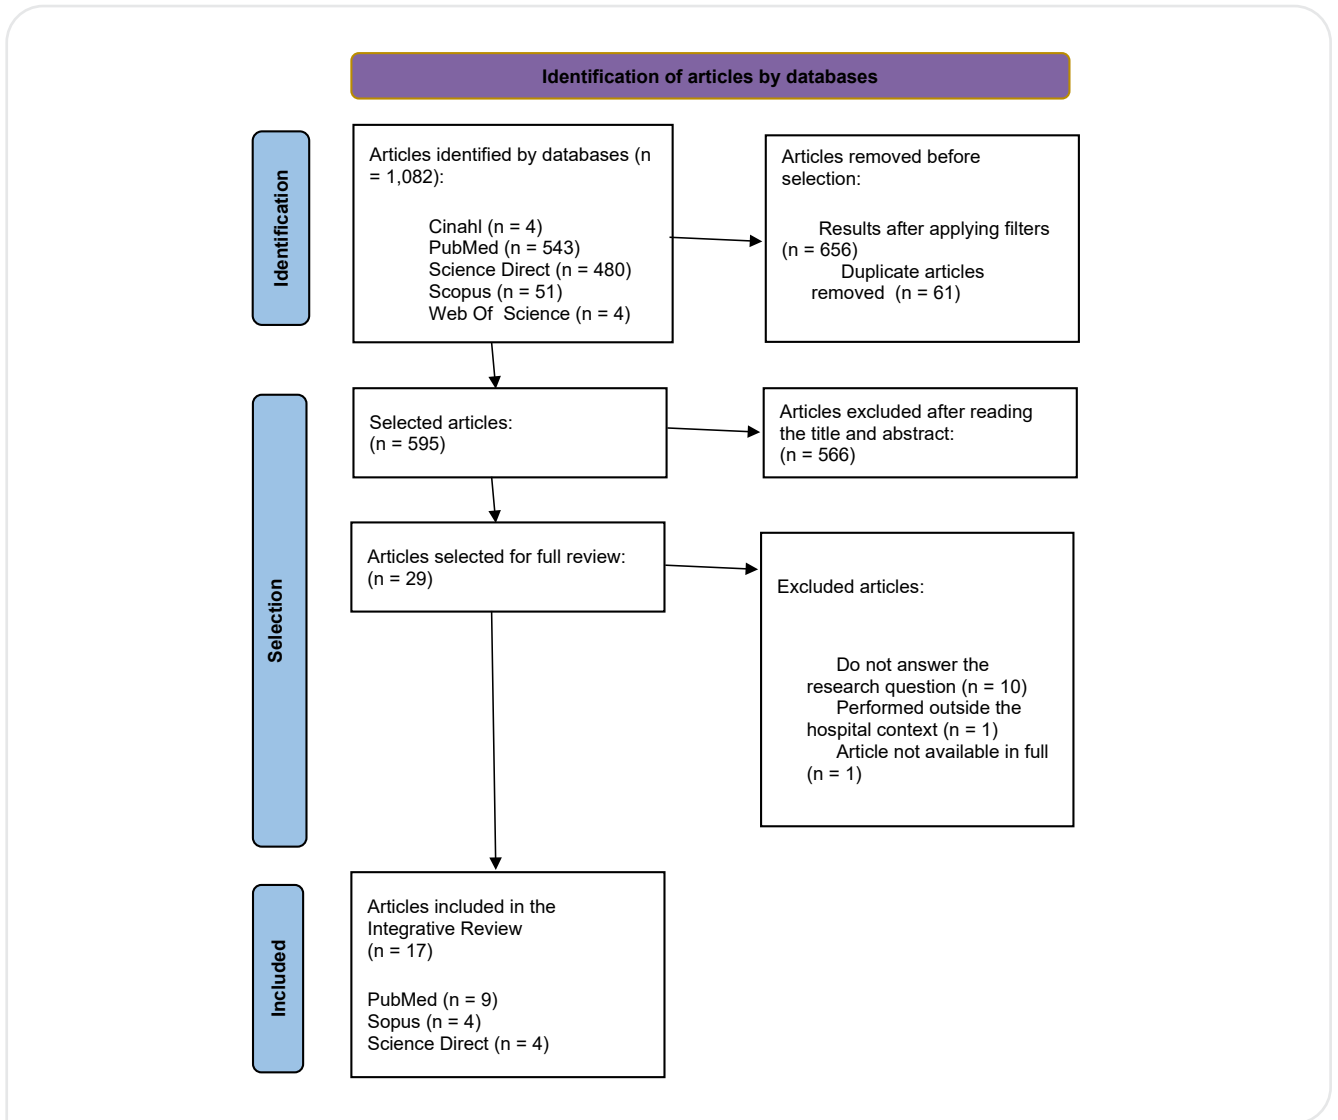 Identification of articles by databases
Identification
Articles identified by databases (n
= 1,082):
Cinahl (n = 4)
PubMed (n = 543)
Science Direct (n = 480)
Scopus (n = 51)
Web Of  Science (n = 4)
Articles removed before
selection:
Results after applying filters
(n = 656)
Duplicate articles
removed  (n = 61)
Selection
Selected articles:
(n = 595)
Articles excluded after reading
the title and abstract:
(n = 566)
Articles selected for full review:
(n = 29)
Excluded articles:
Do not answer the
research question (n = 10)
Performed outside the
hospital context (n = 1)
Article not available in full
(n = 1)
Included
Articles included in the
Integrative Review
(n = 17)
PubMed (n = 9)
Sopus (n = 4)
Science Direct (n = 4)